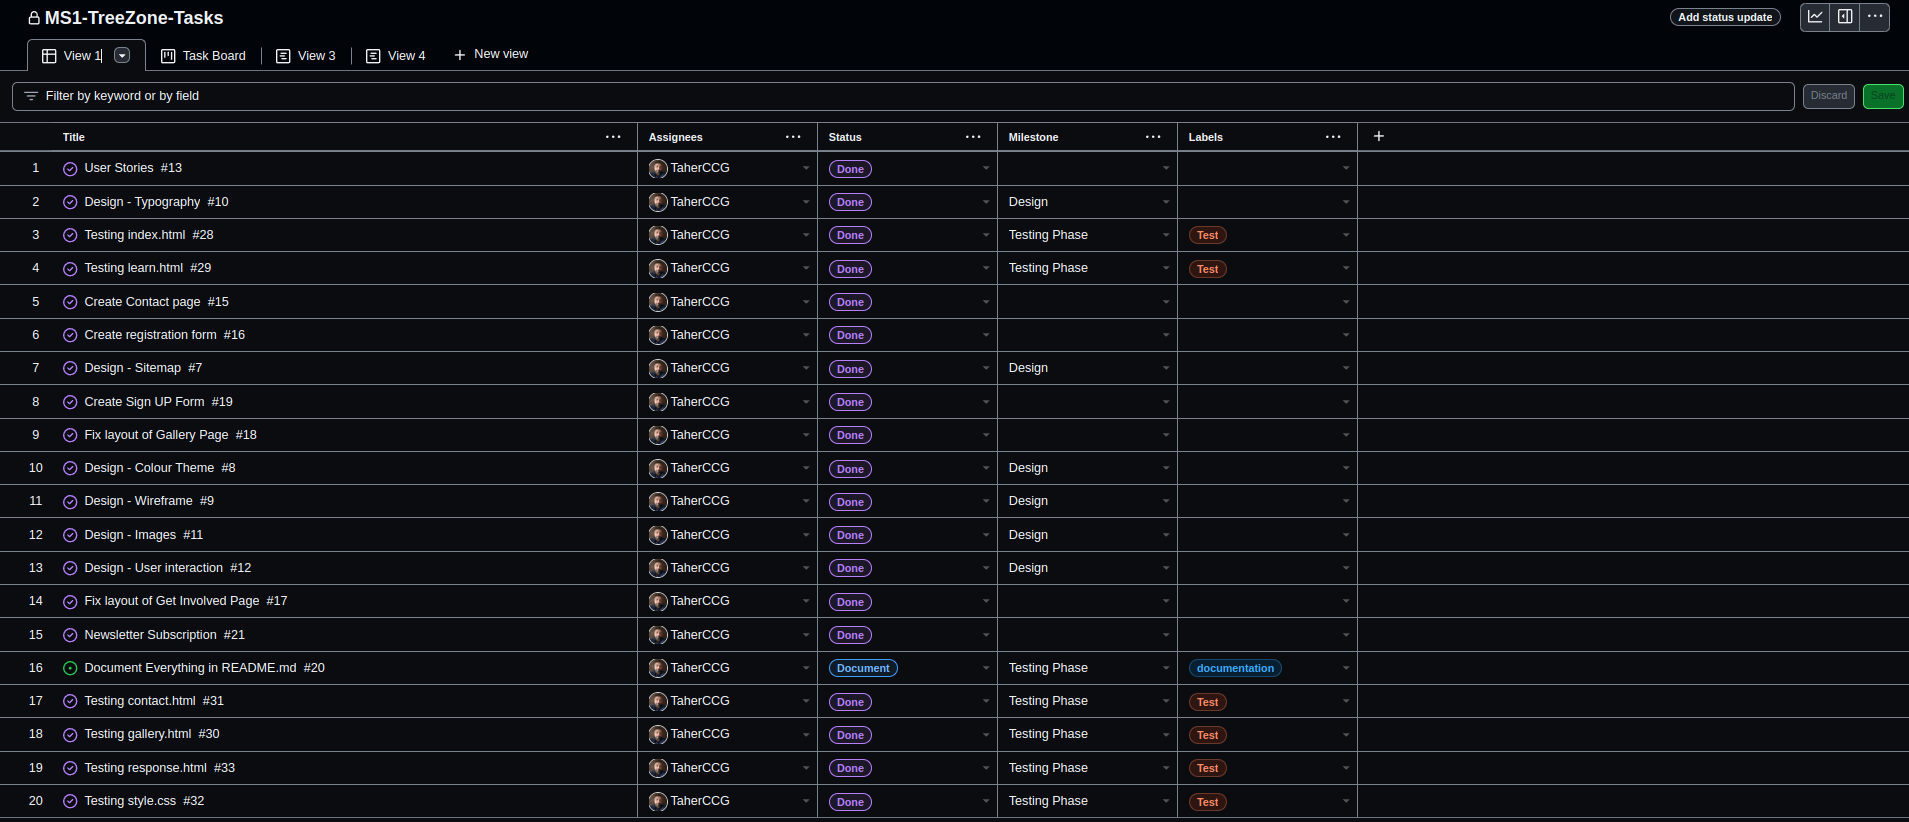 MS1-TreeZone-Tasks
Add status update
View 1 Task Board View 3 View 4 New view
Filter by keyword or by field Discard Save
Title Assignees Status Milestone Labels
1 User Stories #13 TaherCCG Done
2 Design - Typography #10 TaherCCG Done Design
3 Testing index.html #28 TaherCCG Done Testing Phase Test
4 Testing learn.html #29 TaherCCG Done Testing Phase Test
5 Create Contact page #15 TaherCCG Done
6 Create registration form #16 TaherCCG Done
7 Design - Sitemap #7 TaherCCG Done Design
8 Create Sign UP Form #19 TaherCCG Done
9 Fix layout of Gallery Page #18 TaherCCG Done
10 Design - Colour Theme #8 TaherCCG Done Design
11 Design - Wireframe #9 TaherCCG Done Design
12 Design - Images #11 TaherCCG Done Design
13 Design - User interaction #12 TaherCCG Done Design
14 Fix layout of Get Involved Page #17 TaherCCG Done
15 Newsletter Subscription #21 TaherCCG Done
16 Document Everything in README.md #20 TaherCCG Document Testing Phase documentation
17 Testing contact.html #31 TaherCCG Done Testing Phase Test
18 Testing gallery.html #30 TaherCCG Done Testing Phase Test
19 Testing response.html #33 TaherCCG Done Testing Phase Test
20 Testing style.css #32 TaherCCG Done Testing Phase Test